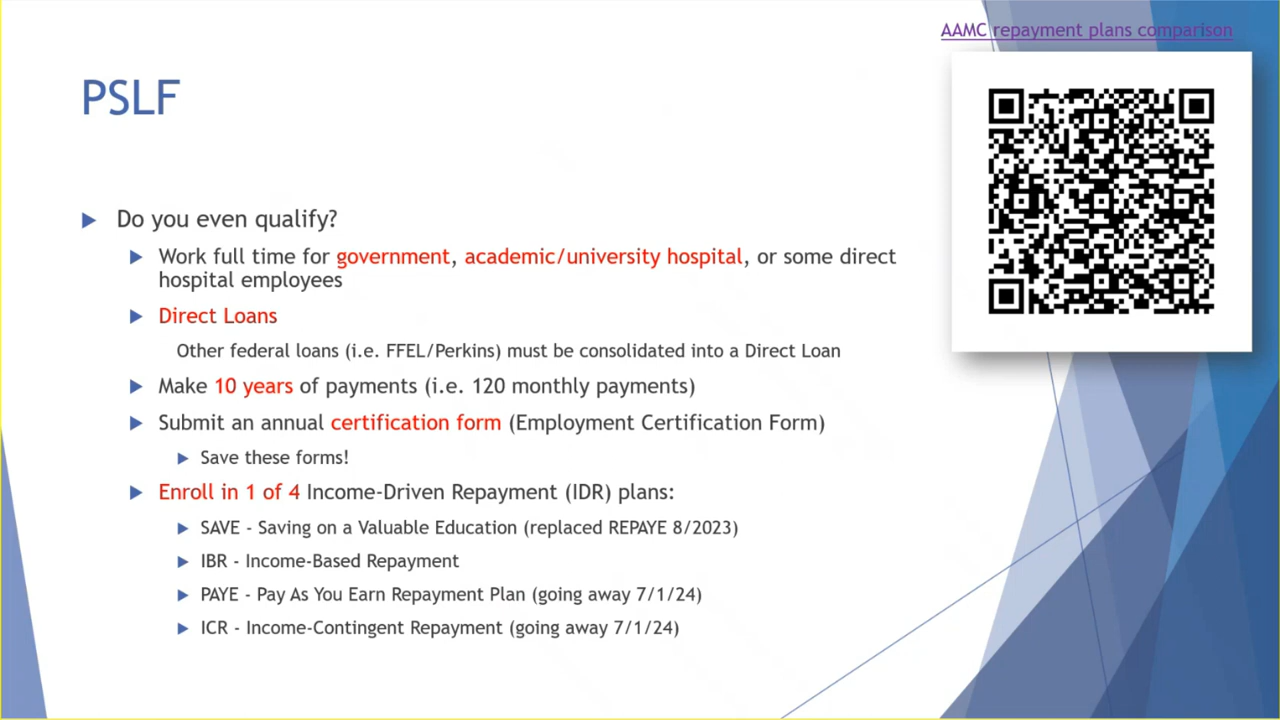 AAMC repayment plans comparison
PSLF
Do you even qualify?
Work full time for government, academic/university hospital, or some direct
hospital employees
Direct Loans
Other federal loans (i.e. FFEL/Perkins) must be consolidated into a Direct Loan
Make 10 years of payments (i.e. 120 monthly payments)
Submit an annual certification form (Employment Certification Form)
Save these forms!
Enroll in 1 of 4 Income-Driven Repayment (IDR) plans:
SAVE - Saving on a Valuable Education (replaced REPAYE 8/2023)
IBR - Income-Based Repayment
PAYE - Pay As You Earn Repayment Plan (going away 7/1/24)
ICR - Income-Contingent Repayment (going away 7/1/24)